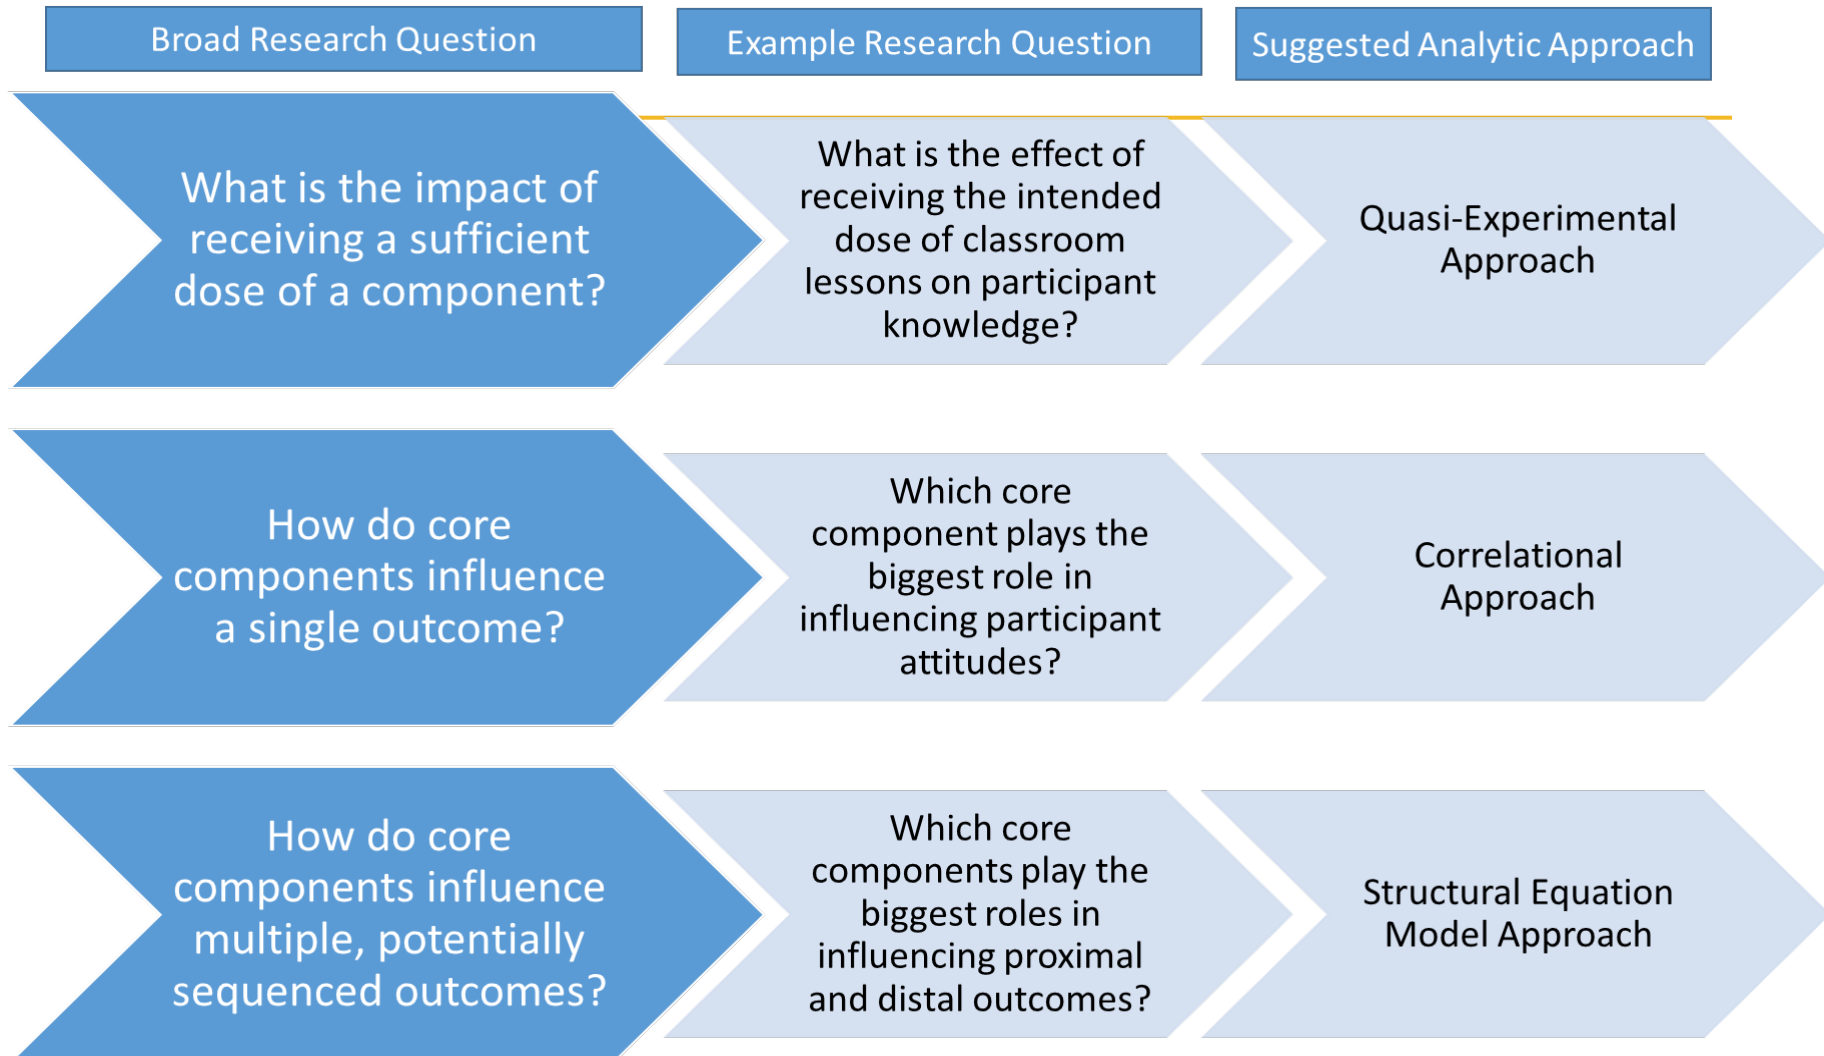 Broad Research Question
Example Research Question
Suggested Analytic Approach
What is the impact of
receiving a sufficient
dose of a component?
What is the effect of
receiving the intended
dose of classroom
lessons on participant
knowledge?
Quasi-Experimental
Approach
How do core
components influence
a single outcome?
Which core
component plays the
biggest role in
influencing participant
attitudes?
Correlational
Approach
How do core
components influence
multiple, potentially
sequenced outcomes?
Which core
components play the
biggest roles in
influencing proximal
and distal outcomes?
Structural Equation
Model Approach